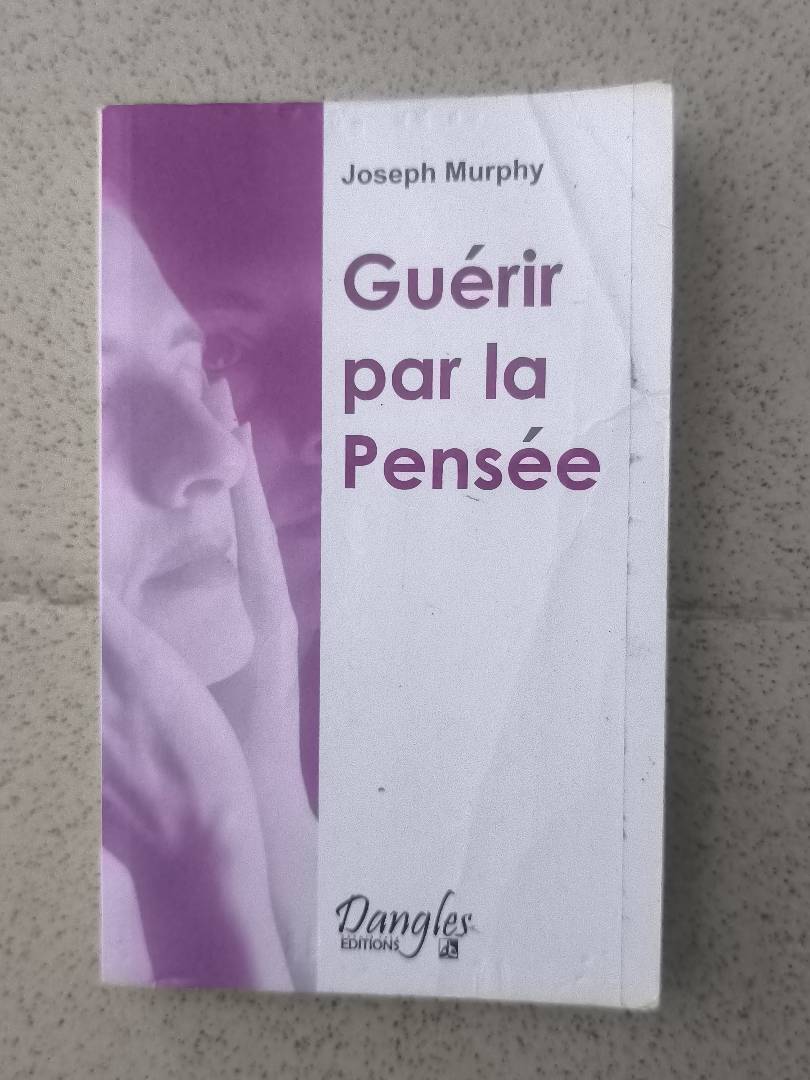 Joseph Murphy
Guérir
par la
Pensée
Dangles
EDITIONS